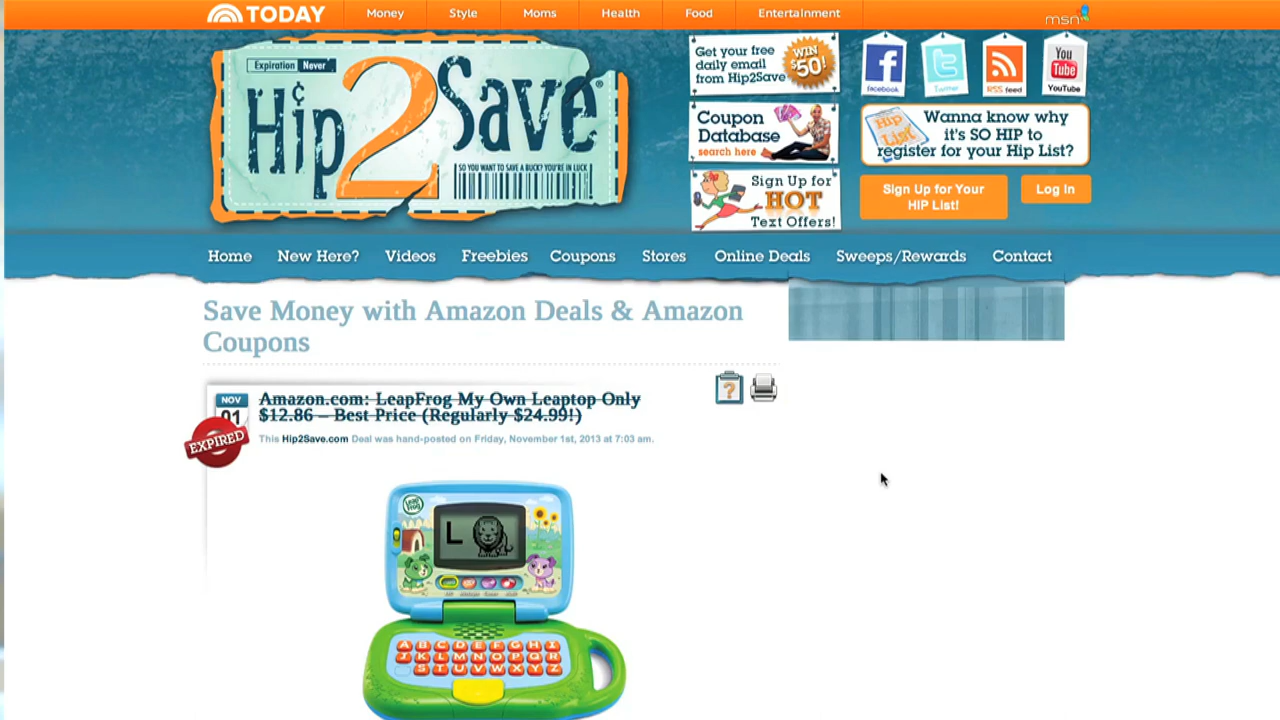 TODAY
Money
Style
Moms
Health
Food
Entertainment
msn
Expiration Never
Hip2Save®
SO YOU WANT TO SAVE A BUCK? YOU'RE IN LUCK
Get your free
daily email
from Hip2Save
WIN
$50!
Coupon
Database
search here
Sign Up for
HOT
Text Offers!
facebook
Twitter
RSS feed
You
Tube
YouTube
Hip
List
Wanna know why
it's SO HIP to
register for your Hip List?
Sign Up for Your
HIP List!
Log In
Home
New Here?
Videos
Freebies
Coupons
Stores
Online Deals
Sweeps/Rewards
Contact
Save Money with Amazon Deals & Amazon
Coupons
NOV
01
EXPIRED
Amazon.com: LeapFrog My Own Leaptop Only
$12.86 – Best Price (Regularly $24.99!)
This Hip2Save.com Deal was hand-posted on Friday, November 1st, 2013 at 7:03 am.
Leap
Frog
L
A B C D E F G H I
J K L M N O P Q R
S T U V W X Y Z